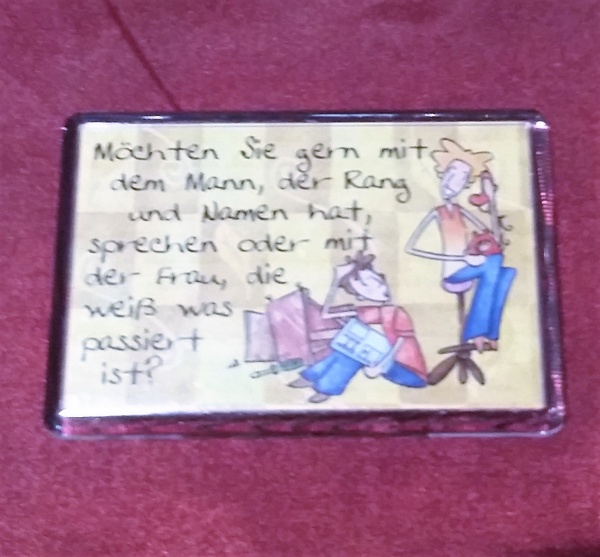 Möchten Sie gern mit
dem Mann, der Rang
und Namen hat,
sprechen oder mit
der Frau, die
weiß was
passiert
ist?